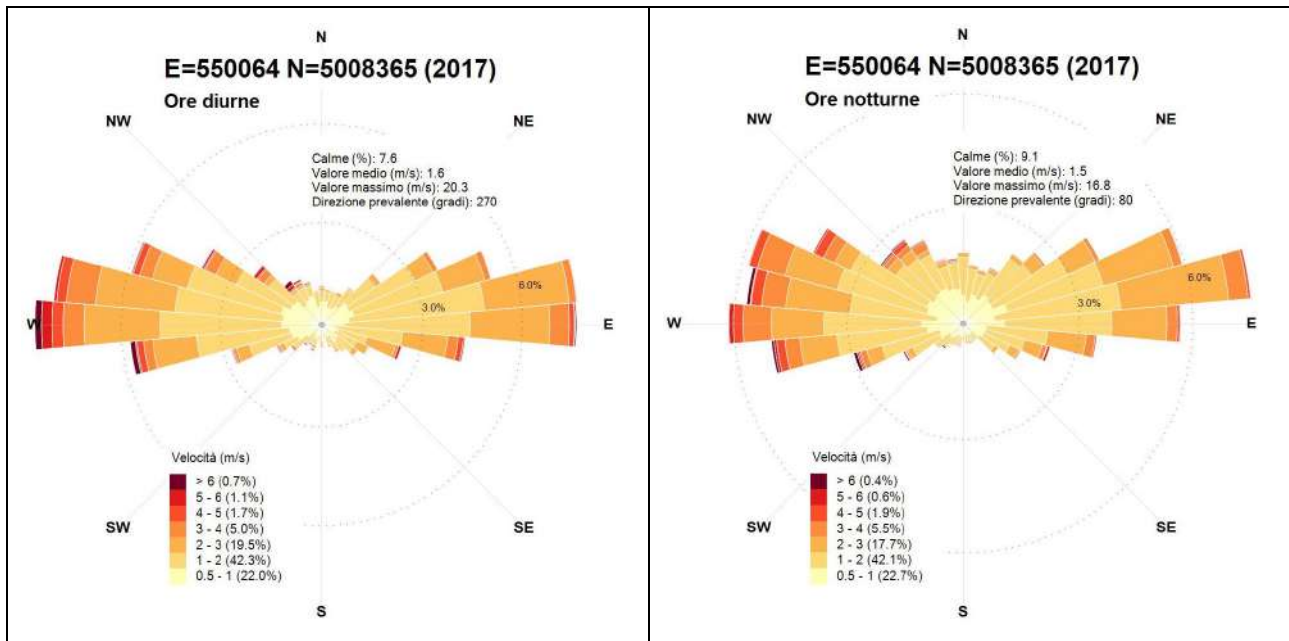 N
E=550064 N=5008365 (2017)
Ore diurne
NW
NE
Calme (%): 7.6
Valore medio (m/s): 1.6
Valore massimo (m/s): 20.3
Direzione prevalente (gradi): 270
6.0%
3.0%
W
E
Velocità (m/s)
> 6 (0.7%)
5 - 6 (1.1%)
4 - 5 (1.7%)
3 - 4 (5.0%)
2 - 3 (19.5%)
1 - 2 (42.3%)
0.5 - 1 (22.0%)
SW
SE
S
N
E=550064 N=5008365 (2017)
Ore notturne
NW
NE
Calme (%): 9.1
Valore medio (m/s): 1.5
Valore massimo (m/s): 16.8
Direzione prevalente (gradi): 80
6.0%
3.0%
W
E
Velocità (m/s)
> 6 (0.4%)
5 - 6 (0.6%)
4 - 5 (1.9%)
3 - 4 (5.5%)
2 - 3 (17.7%)
1 - 2 (42.1%)
0.5 - 1 (22.7%)
SW
SE
S